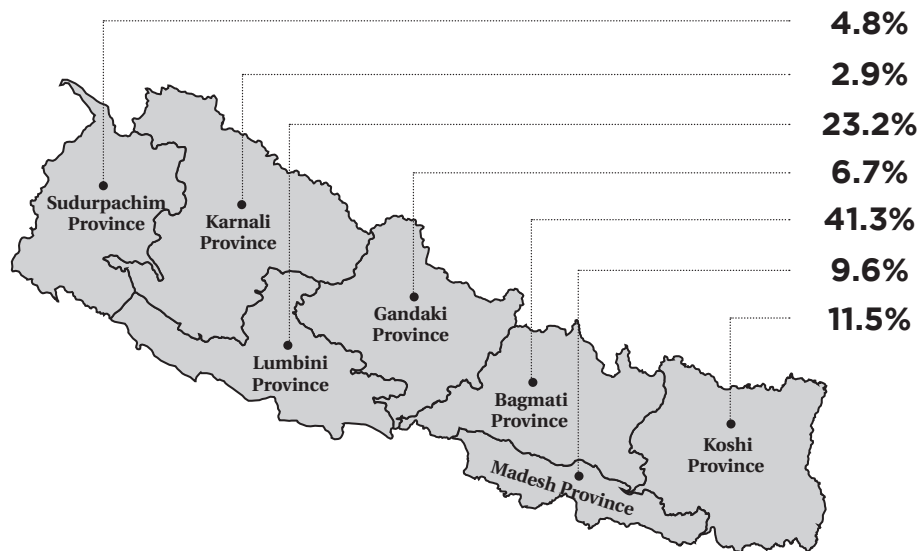 4.8%
2.9%
23.2%
6.7%
41.3%
9.6%
11.5%
Sudurpachim
Province
Karnali
Province
Gandaki
Province
Lumbini
Province
Bagmati
Province
Koshi
Province
Madesh Province